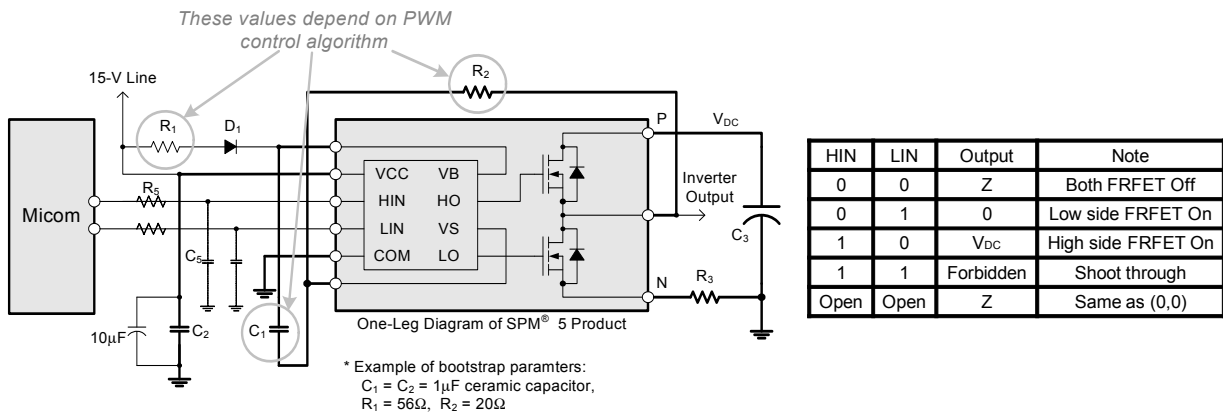 These values depend on PWM
control algorithm
R2
15-V Line
R1
D1
P
VDC
VCC VB
Inverter
Output
R5
HIN HO
Micom
LIN VS
C3
C5
COM LO
R3
N
10μF
C2
C1
One-Leg Diagram of SPM® 5 Product
* Example of bootstrap paramters:
C1 = C2 = 1μF ceramic capacitor,
R1 = 56Ω, R2 = 20Ω
HIN LIN Output Note
0 0 Z Both FRFET Off
0 1 0 Low side FRFET On
1 0 VDC High side FRFET On
1 1 Forbidden Shoot through
Open Open Z Same as (0,0)